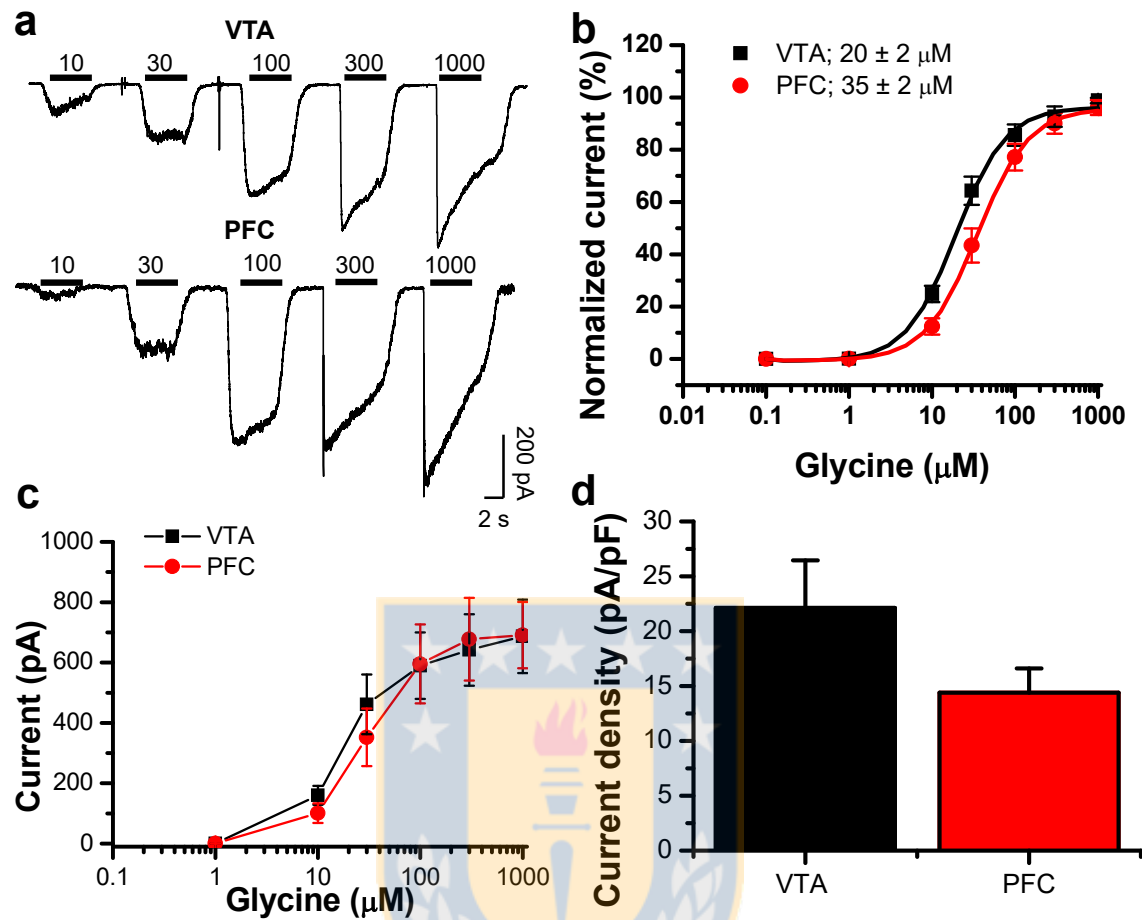 a
VTA
10 30 100 300 1000
PFC
10 30 100 300 1000
200 pA
2 s
b
VTA; 20 ± 2 μM
PFC; 35 ± 2 μM
Normalized current (%)
120
100
80
60
40
20
0
0.01 0.1 1 10 100 1000
Glycine (μM)
c
VTA
PFC
Current (pA)
1000
800
600
400
200
0
0.1 1 10 100 1000
Glycine (μM)
d
Current density (pA/pF)
30
25
20
15
10
5
0
VTA PFC